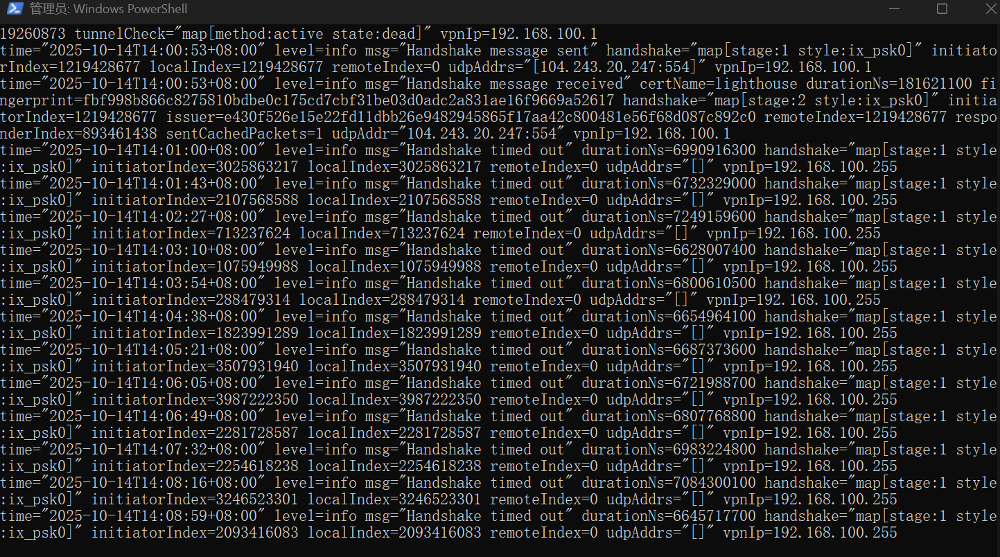 管理员: Windows PowerShell
19260873 tunnelCheck="map[method:active state:dead]" vpnIp=192.168.100.1
time="2025-10-14T14:00:53+08:00" level=info msg="Handshake message sent" handshake="map[stage:1 style:ix_psk0]" initiato
rIndex=1219428677 localIndex=1219428677 remoteIndex=0 udpAddrs="[104.243.20.247:554]" vpnIp=192.168.100.1
time="2025-10-14T14:00:53+08:00" level=info msg="Handshake message received" certName=lighthouse durationNs=181621100 fi
ngerprint=fbf998b866c8275810bdbe0c175cd7cbf31be03d0adc2a831ae16f9669a52617 handshake="map[stage:2 style:ix_psk0]" initia
torIndex=1219428677 issuer=e430f526e15e22fd11dbb26e9482945865f17aa42c800481e56f68d087c892c0 remoteIndex=1219428677 respo
nderIndex=893461438 sentCachedPackets=1 udpAddr="104.243.20.247:554" vpnIp=192.168.100.1
time="2025-10-14T14:01:00+08:00" level=info msg="Handshake timed out" durationNs=6990916300 handshake="map[stage:1 style
:ix_psk0]" initiatorIndex=3025863217 localIndex=3025863217 remoteIndex=0 udpAddrs="[]" vpnIp=192.168.100.255
time="2025-10-14T14:01:43+08:00" level=info msg="Handshake timed out" durationNs=6732329000 handshake="map[stage:1 style
:ix_psk0]" initiatorIndex=2107568588 localIndex=2107568588 remoteIndex=0 udpAddrs="[]" vpnIp=192.168.100.255
time="2025-10-14T14:02:27+08:00" level=info msg="Handshake timed out" durationNs=7249159600 handshake="map[stage:1 style
:ix_psk0]" initiatorIndex=713237624 localIndex=713237624 remoteIndex=0 udpAddrs="[]" vpnIp=192.168.100.255
time="2025-10-14T14:03:10+08:00" level=info msg="Handshake timed out" durationNs=6628007400 handshake="map[stage:1 style
:ix_psk0]" initiatorIndex=1075949988 localIndex=1075949988 remoteIndex=0 udpAddrs="[]" vpnIp=192.168.100.255
time="2025-10-14T14:03:54+08:00" level=info msg="Handshake timed out" durationNs=6800610500 handshake="map[stage:1 style
:ix_psk0]" initiatorIndex=288479314 localIndex=288479314 remoteIndex=0 udpAddrs="[]" vpnIp=192.168.100.255
time="2025-10-14T14:04:38+08:00" level=info msg="Handshake timed out" durationNs=6654964100 handshake="map[stage:1 style
:ix_psk0]" initiatorIndex=1823991289 localIndex=1823991289 remoteIndex=0 udpAddrs="[]" vpnIp=192.168.100.255
time="2025-10-14T14:05:21+08:00" level=info msg="Handshake timed out" durationNs=6687373600 handshake="map[stage:1 style
:ix_psk0]" initiatorIndex=3507931940 localIndex=3507931940 remoteIndex=0 udpAddrs="[]" vpnIp=192.168.100.255
time="2025-10-14T14:06:05+08:00" level=info msg="Handshake timed out" durationNs=6721988700 handshake="map[stage:1 style
:ix_psk0]" initiatorIndex=3987222350 localIndex=3987222350 remoteIndex=0 udpAddrs="[]" vpnIp=192.168.100.255
time="2025-10-14T14:06:49+08:00" level=info msg="Handshake timed out" durationNs=6807768800 handshake="map[stage:1 style
:ix_psk0]" initiatorIndex=2281728587 localIndex=2281728587 remoteIndex=0 udpAddrs="[]" vpnIp=192.168.100.255
time="2025-10-14T14:07:32+08:00" level=info msg="Handshake timed out" durationNs=6983224800 handshake="map[stage:1 style
:ix_psk0]" initiatorIndex=2254618238 localIndex=2254618238 remoteIndex=0 udpAddrs="[]" vpnIp=192.168.100.255
time="2025-10-14T14:08:16+08:00" level=info msg="Handshake timed out" durationNs=7084300100 handshake="map[stage:1 style
:ix_psk0]" initiatorIndex=3246523301 localIndex=3246523301 remoteIndex=0 udpAddrs="[]" vpnIp=192.168.100.255
time="2025-10-14T14:08:59+08:00" level=info msg="Handshake timed out" durationNs=6645717700 handshake="map[stage:1 style
:ix_psk0]" initiatorIndex=2093416083 localIndex=2093416083 remoteIndex=0 udpAddrs="[]" vpnIp=192.168.100.255